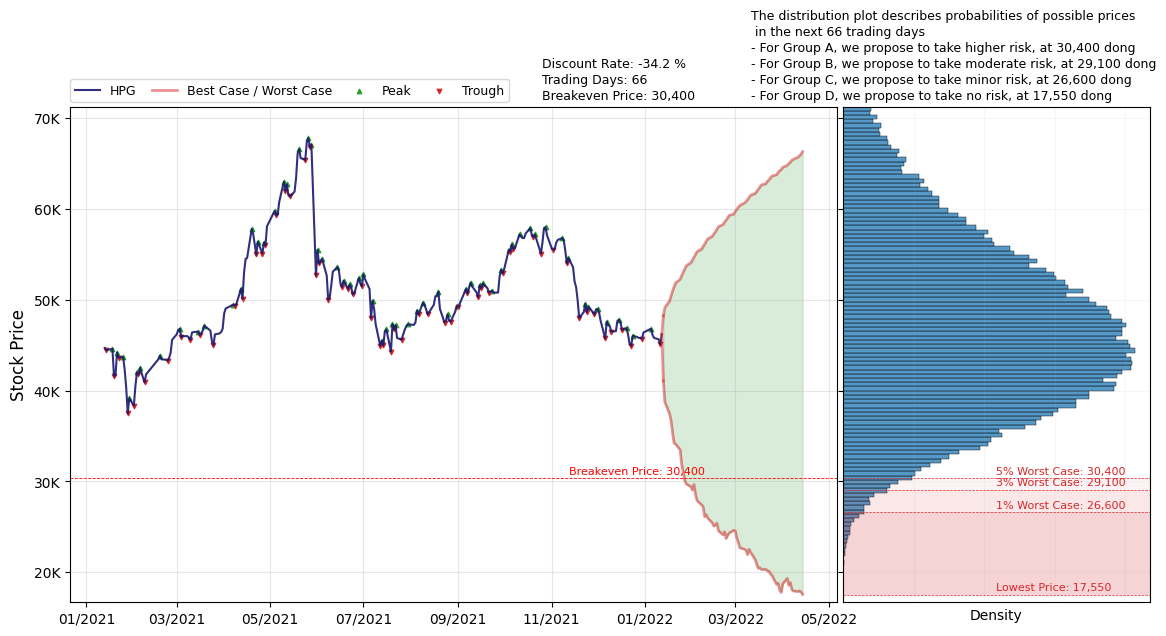 The distribution plot describes probabilities of possible prices
in the next 66 trading days
- For Group A, we propose to take higher risk, at 30,400 dong
- For Group B, we propose to take moderate risk, at 29,100 dong
- For Group C, we propose to take minor risk, at 26,600 dong
- For Group D, we propose to take no risk, at 17,550 dong
Discount Rate: -34.2 %
Trading Days: 66
Breakeven Price: 30,400
HPG Best Case / Worst Case Peak Trough
Stock Price
70K
60K
50K
40K
30K
20K
Breakeven Price: 30,400
5% Worst Case: 30,400
3% Worst Case: 29,100
1% Worst Case: 26,600
Lowest Price: 17,550
01/2021 03/2021 05/2021 07/2021 09/2021 11/2021 01/2022 03/2022 05/2022
Density